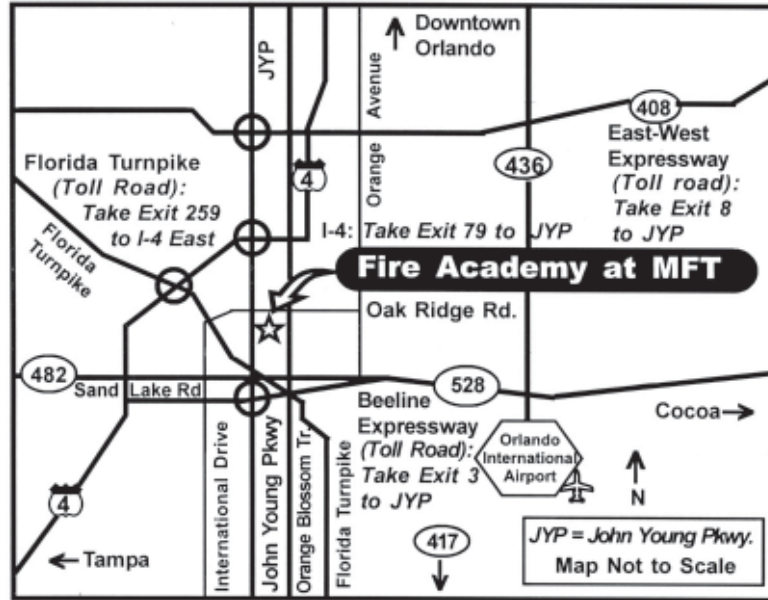 Downtown
Orlando
JYP
Avenue
Orange
408
East-West
Expressway
(Toll road):
Take Exit 8
to JYP
436
Florida Turnpike
(Toll Road):
Take Exit 259
to I-4 East
4
Florida
Turnpike
I-4: Take Exit 79 to JYP
Fire Academy at MFT
Oak Ridge Rd.
482
Sand Lake Rd
528
Beeline
Expressway
(Toll Road):
Take Exit 3
to JYP
Cocoa
Orlando
International
Airport
N
International Drive
John Young Pkwy
Orange Blossom Tr.
Florida Turnpike
4
Tampa
417
JYP = John Young Pkwy.
Map Not to Scale